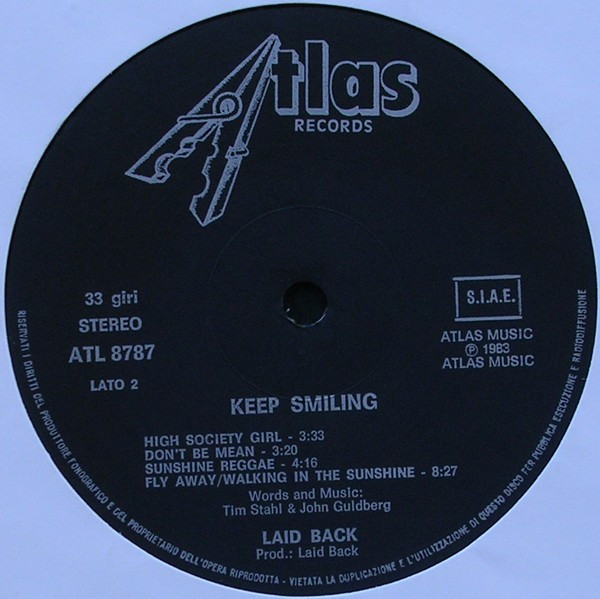 Atlas
RECORDS
33 giri
STEREO
ATL 8787
LATO 2
S.I.A.E.
ATLAS MUSIC
℗ 1983
ATLAS MUSIC
KEEP SMILING
HIGH SOCIETY GIRL - 3:33
DON'T BE MEAN - 3:20
SUNSHINE REGGAE - 4:16
FLY AWAY/WALKING IN THE SUNSHINE - 8:27
Words and Music:
Tim Stahl & John Guldberg
LAID BACK
Prod.: Laid Back
RISERVATI I DIRITTI DEL PRODUTTORE FONOGRAFICO E DEL PROPRIETARIO DELL'OPERA RIPRODOTTA - VIETATA LA DUPLICAZIONE E L'UTILIZZAZIONE DI QUESTO DISCO PER PUBBLICA ESECUZIONE E RADIODIFFUSIONE